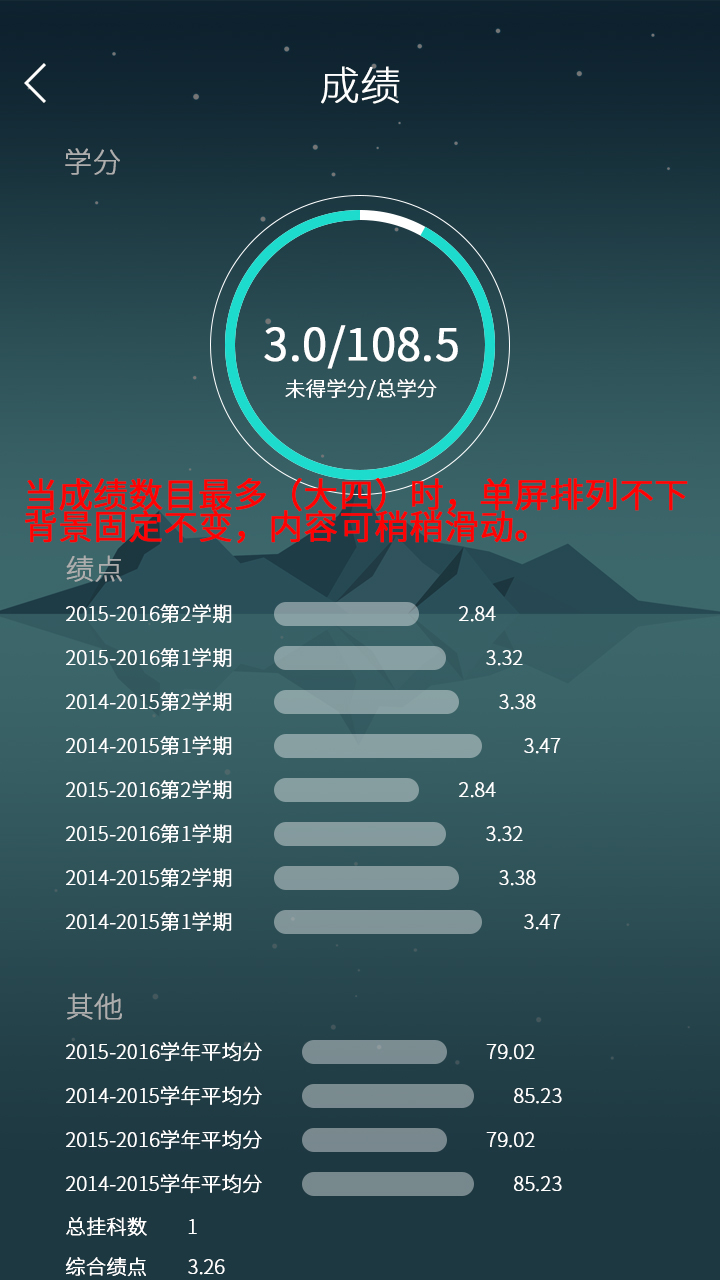 成绩
学分
3.0/108.5
未得学分/总学分
当成绩数目最多（大四）时，单屏排列不下
背景固定不变，内容可稍稍滑动。
绩点
2015-2016第2学期 2.84
2015-2016第1学期 3.32
2014-2015第2学期 3.38
2014-2015第1学期 3.47
2015-2016第2学期 2.84
2015-2016第1学期 3.32
2014-2015第2学期 3.38
2014-2015第1学期 3.47
其他
2015-2016学年平均分 79.02
2014-2015学年平均分 85.23
2015-2016学年平均分 79.02
2014-2015学年平均分 85.23
总挂科数 1
综合绩点 3.26